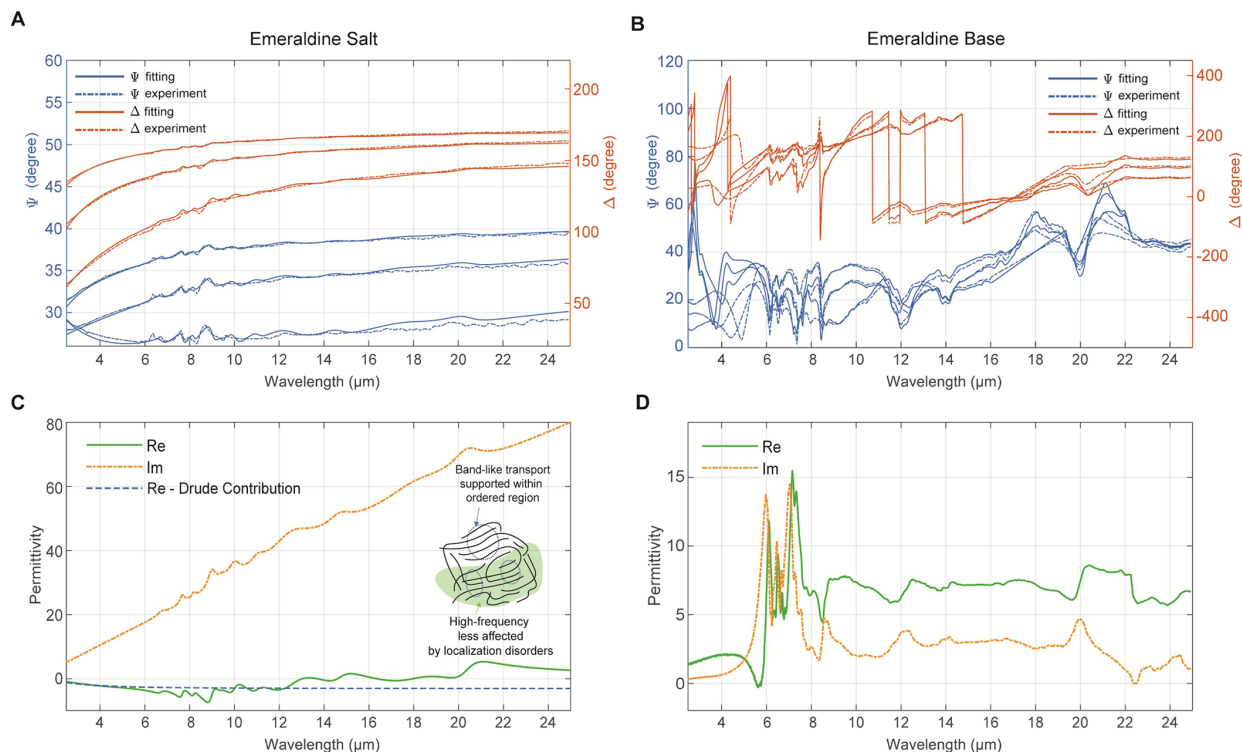 A
Emeraldine Salt
Ψ fitting
Ψ experiment
Δ fitting
Δ experiment
Ψ (degree)
60
55
50
45
40
35
30
200
150
100
50
Δ (degree)
4 6 8 10 12 14 16 18 20 22 24
Wavelength (μm)
B
Emeraldine Base
Ψ fitting
Ψ experiment
Δ fitting
Δ experiment
Ψ (degree)
120
100
80
60
40
20
0
400
200
0
-200
-400
Δ (degree)
4 6 8 10 12 14 16 18 20 22 24
Wavelength (μm)
C
Re
Im
Re - Drude Contribution
Band-like transport
supported within
ordered region
High-frequency
less affected
by localization disorders
Permittivity
80
60
40
20
0
4 6 8 10 12 14 16 18 20 22 24
Wavelength (μm)
D
Re
Im
Permittivity
15
10
5
0
4 6 8 10 12 14 16 18 20 22 24
Wavelength (μm)